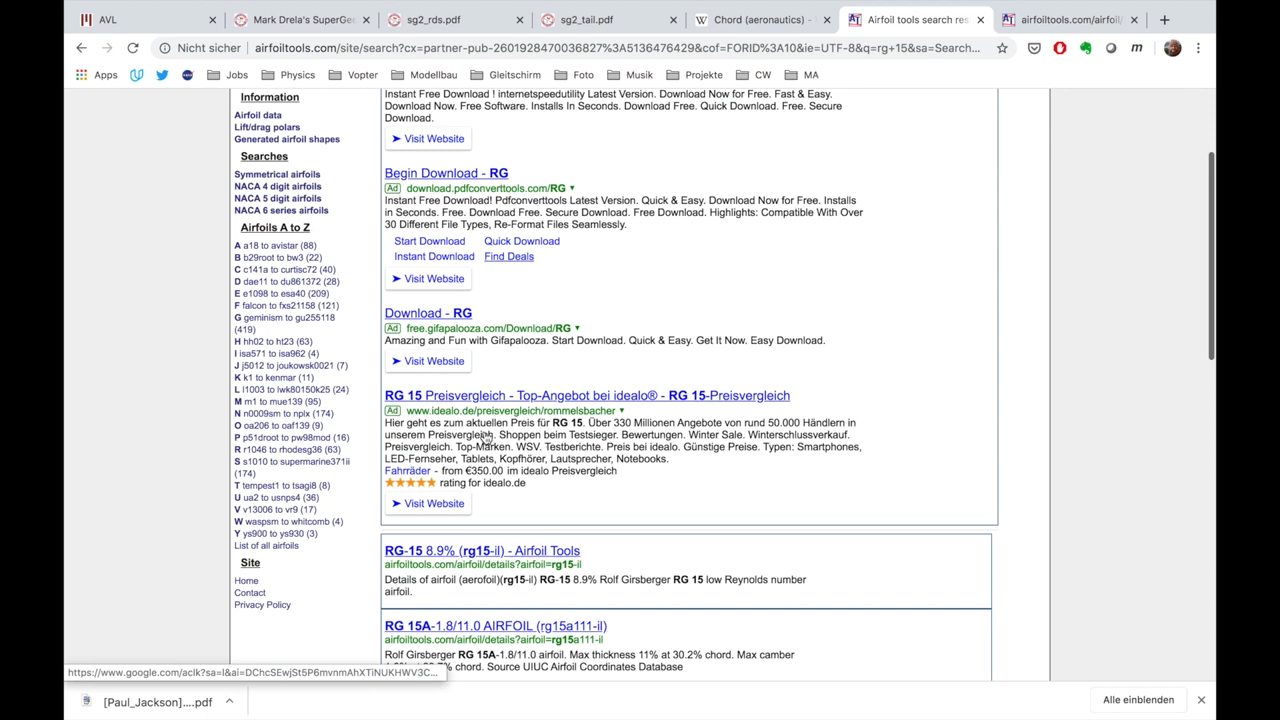 AVL
Mark Drela's SuperGe
sg2_rds.pdf
sg2_tail.pdf
Chord (aeronautics) -
Airfoil tools search res
airfoiltools.com/airfoil/
Nicht sicher
airfoiltools.com/site/search?cx=partner-pub-2601928470036827%3A5136476429&cof=FORID%3A10&ie=UTF-8&q=rg+15&sa=Search...
Apps
Jobs
Physics
Vopter
Modellbau
Gleitschirm
Foto
Musik
Projekte
CW
MA
Information
Airfoil data
Lift/drag polars
Generated airfoil shapes
Searches
Symmetrical airfoils
NACA 4 digit airfoils
NACA 5 digit airfoils
NACA 6 series airfoils
Airfoils A to Z
A a18 to avistar (88)
B b29root to bw3 (22)
C c141a to curtisc72 (40)
D dae11 to du861372 (28)
E e1098 to esa40 (209)
F falcon to fxs21158 (121)
G geminism to gu255118
(419)
H hh02 to ht23 (63)
I isa571 to isa962 (4)
J j5012 to joukowsk0021 (7)
K k1 to kenmar (11)
L l1003 to lwk80150k25 (24)
M m1 to mue139 (95)
N n0009sm to nplx (174)
O oa206 to oaf139 (9)
P p51droot to pw98mod (16)
R r1046 to rhodesg36 (63)
S s1010 to supermarine371ii
(174)
T tempest1 to tsagi8 (8)
U ua2 to usnps4 (36)
V v13006 to vr9 (17)
W waspsm to whitcomb (4)
Y ys900 to ys930 (3)
List of all airfoils
Site
Home
Contact
Privacy Policy
Instant Free Download ! internetspeedutility Latest Version. Download Now for Free. Fast & Easy.
Download Now. Free Software. Installs In Seconds. Download Free. Quick Download. Free. Secure
Download.
Visit Website
Begin Download - RG
Ad download.pdfconverttools.com/RG
Instant Free Download! Pdfconverttools Latest Version. Quick & Easy. Download Now for Free. Installs
in Seconds. Free. Download Free. Secure Download. Free Download. Highlights: Compatible With Over
30 Different File Types, Re-Format Files Seamlessly.
Start Download Quick Download
Instant Download Find Deals
Visit Website
Download - RG
Ad free.gifapalooza.com/Download/RG
Amazing and Fun with Gifapalooza. Start Download. Quick & Easy. Get It Now. Easy Download.
Visit Website
RG 15 Preisvergleich - Top-Angebot bei idealo® - RG 15-Preisvergleich
Ad www.idealo.de/preisvergleich/rommelsbacher
Hier geht es zum aktuellen Preis für RG 15. Über 330 Millionen Angebote von rund 50.000 Händlern in
unserem Preisvergleich. Shoppen beim Testsieger. Bewertungen. Winter Sale. Winterschlussverkauf.
Preisvergleich. Top-Marken. WSV. Testberichte. Preis bei idealo. Günstige Preise. Typen: Smartphones,
LED-Fernseher, Tablets, Kopfhörer, Lautsprecher, Notebooks.
Fahrräder - from €350.00 im idealo Preisvergleich
rating for idealo.de
Visit Website
RG-15 8.9% (rg15-il) - Airfoil Tools
airfoiltools.com/airfoil/details?airfoil=rg15-il
Details of airfoil (aerofoil)(rg15-il) RG-15 8.9% Rolf Girsberger RG 15 low Reynolds number
airfoil.
RG 15A-1.8/11.0 AIRFOIL (rg15a111-il)
airfoiltools.com/airfoil/details?airfoil=rg15a111-il
Rolf Girsberger RG 15A-1.8/11.0 airfoil. Max thickness 11% at 30.2% chord. Max camber
chord. Source UIUC Airfoil Coordinates Database
https://www.google.com/aclk?sa=l&ai=DChcSEwjSt5P6mvnmAhXTiNUKHWV3C...
[Paul_Jackson]....pdf
Alle einblenden